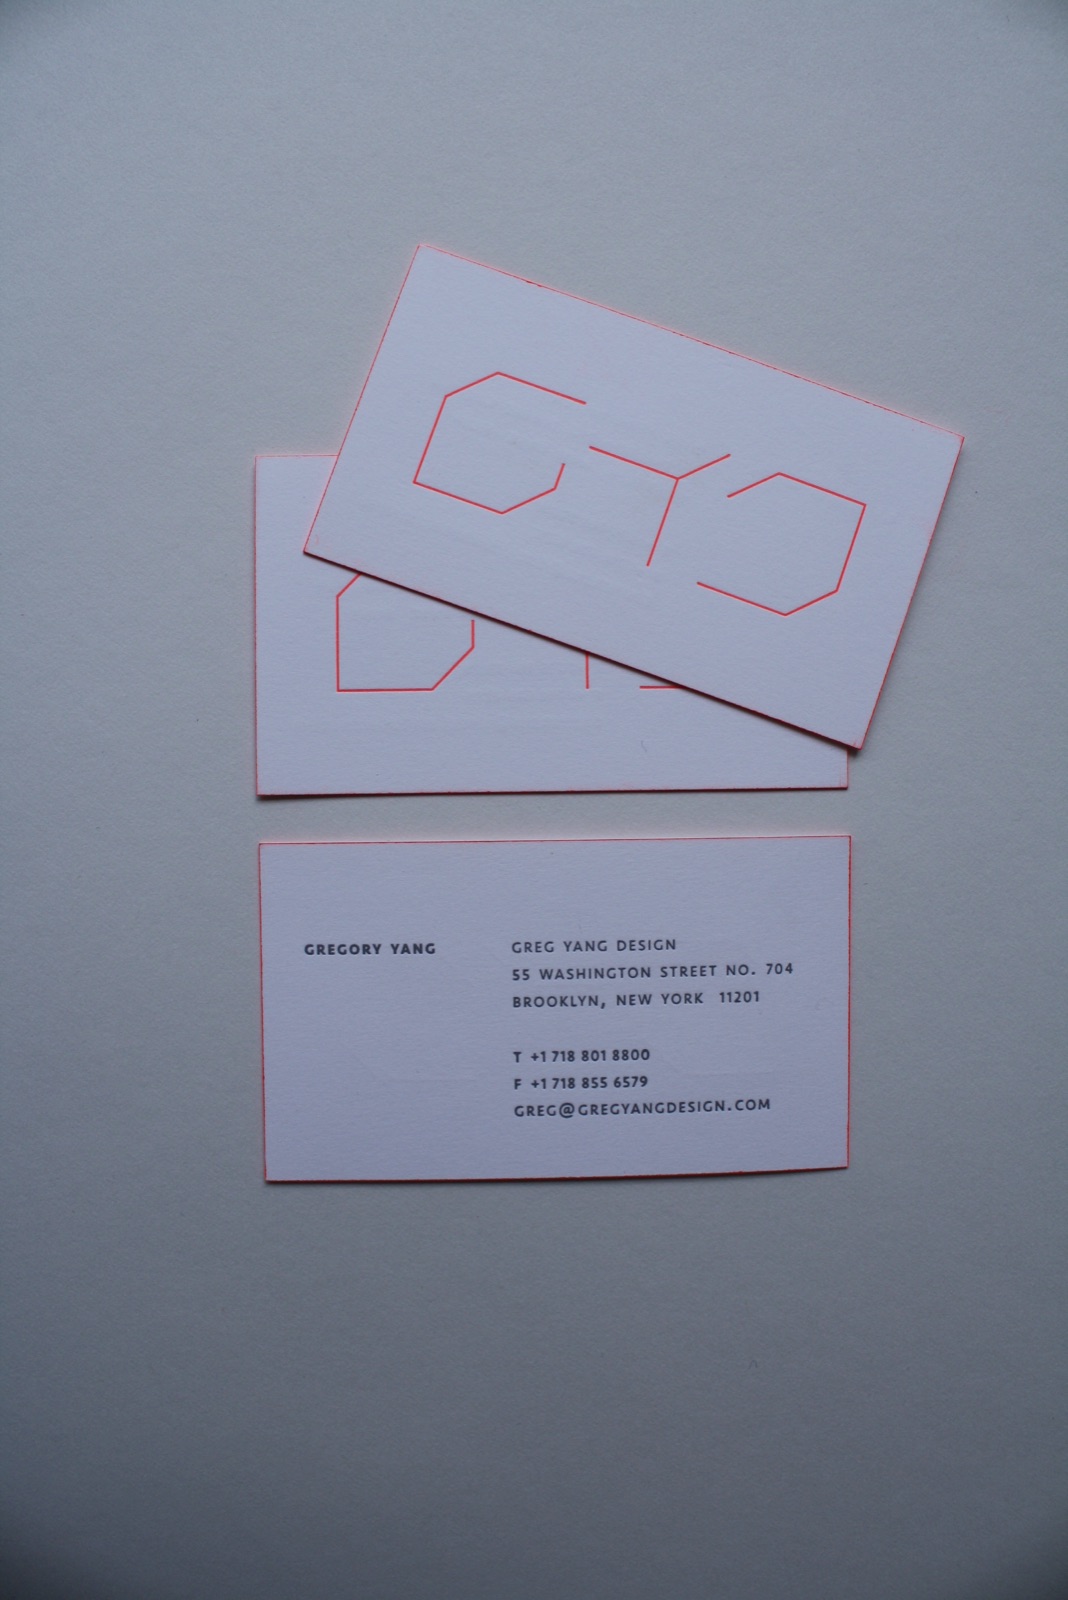 GYD
GREGORY YANG
GREG YANG DESIGN
55 WASHINGTON STREET NO. 704
BROOKLYN, NEW YORK 11201
T +1 718 801 8800
F +1 718 855 6579
GREG@GREGYANGDESIGN.COM